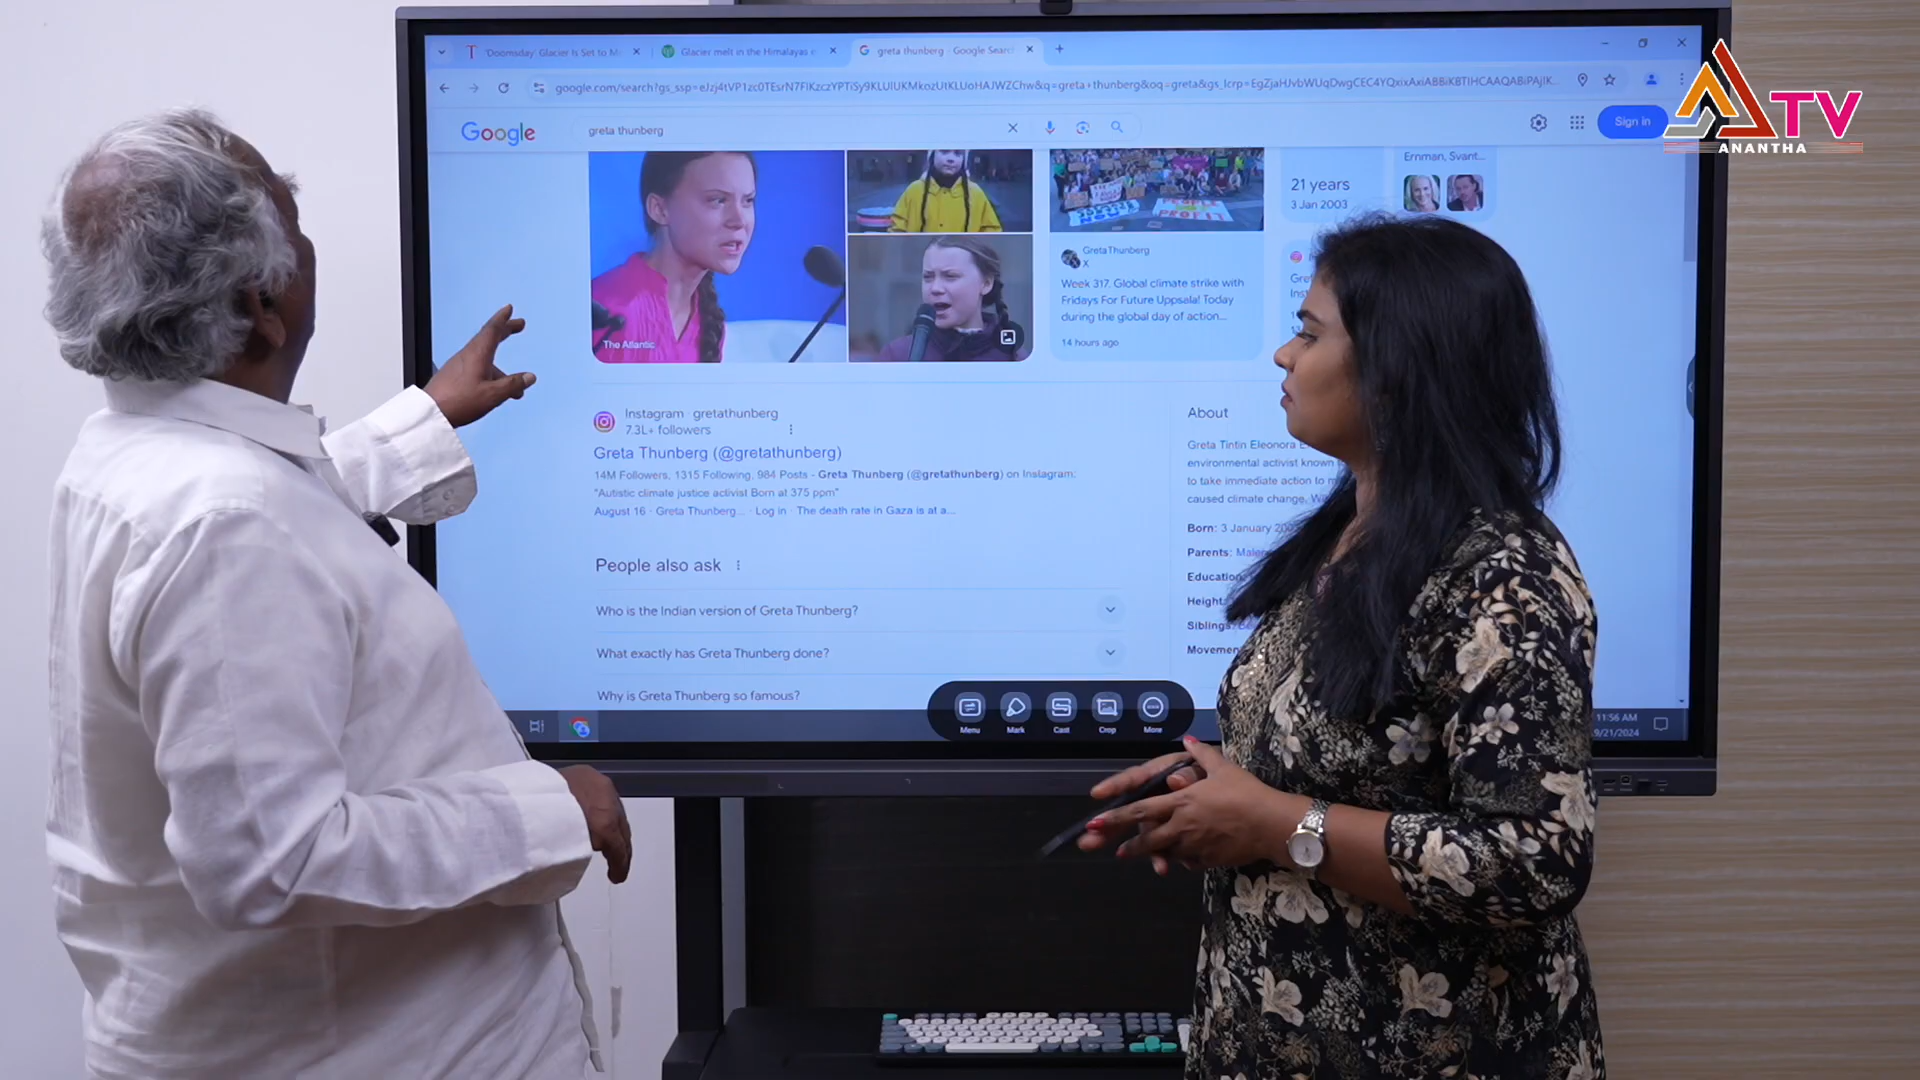 'Doomsday' Glacier Is Set to Me
Glacier melt in the Himalayas
greta thunberg - Google Search
Google
greta thunberg
Sign in
TV
ANANTHA
Ernman, Svant...
21 years
3 Jan 2003
The Atlantic
Greta Thunberg
X
Week 317. Global climate strike with
Fridays For Future Uppsala! Today
during the global day of action...
14 hours ago
Instagram · gretathunberg
7.3L+ followers
Greta Thunberg (@gretathunberg)
14M Followers, 1315 Following, 984 Posts - Greta Thunberg (@gretathunberg) on Instagram:
"Autistic climate justice activist Born at 375 ppm"
August 16 · Greta Thunberg... · Log in · The death rate in Gaza is at a...
People also ask
Who is the Indian version of Greta Thunberg?
What exactly has Greta Thunberg done?
Why is Greta Thunberg so famous?
About
Greta Tintin Eleonora
environmental activist known
to take immediate action to
caused climate change.
Born: 3 January
Parents:
Education
Height:
Siblings:
Menu
Mark
Cast
Crop
More
11:56 AM
9/21/2024